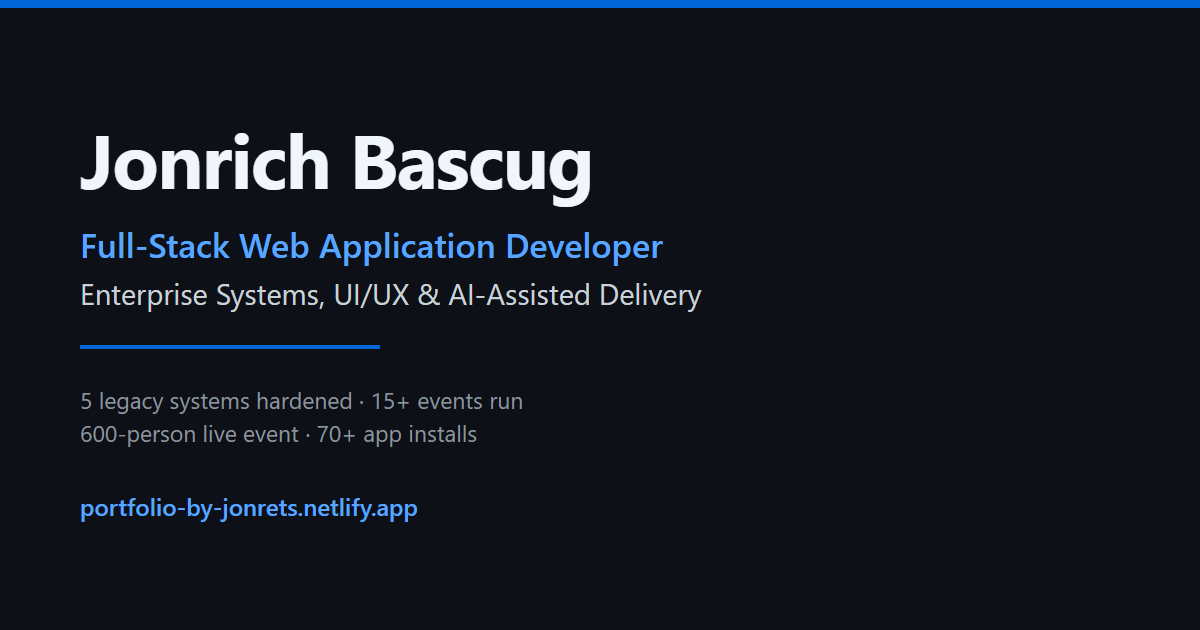 Jonrich Bascug
Full-Stack Web Application Developer
Enterprise Systems, UI/UX & AI-Assisted Delivery
5 legacy systems hardened · 15+ events run
600-person live event · 70+ app installs
portfolio-by-jonrets.netlify.app